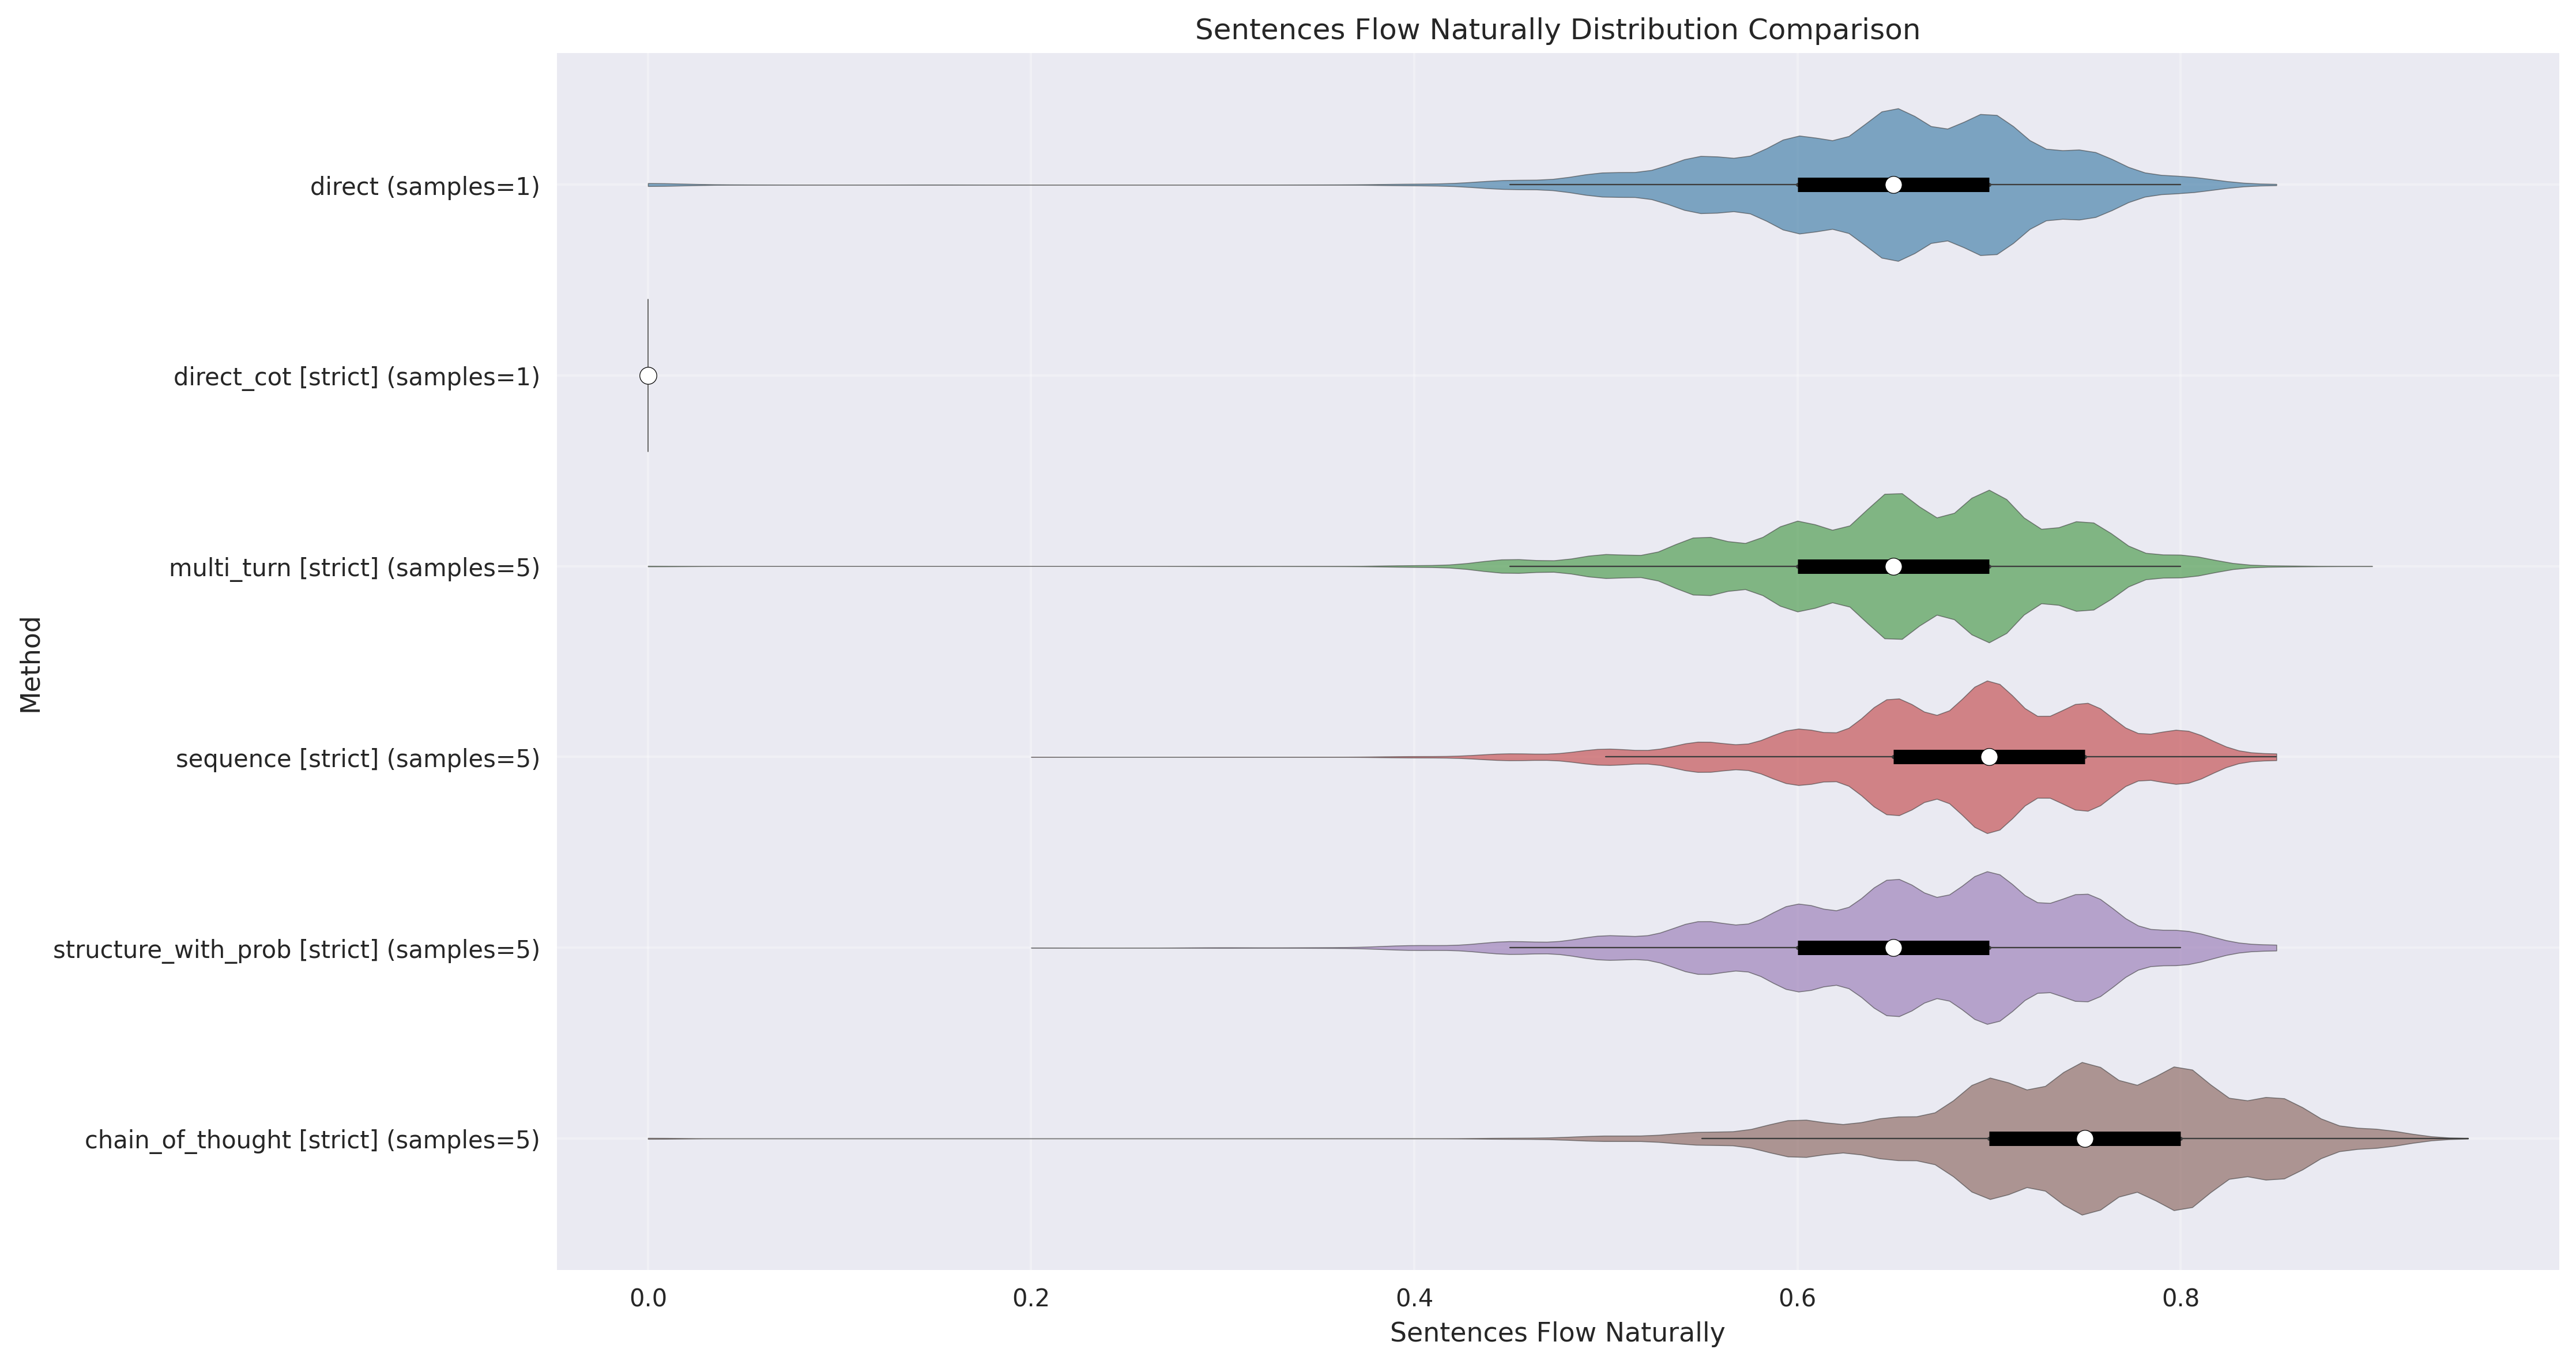 Sentences Flow Naturally Distribution Comparison
direct (samples=1)
direct_cot [strict] (samples=1)
multi_turn [strict] (samples=5)
sequence [strict] (samples=5)
structure_with_prob [strict] (samples=5)
chain_of_thought [strict] (samples=5)
Method
0.0 0.2 0.4 0.6 0.8
Sentences Flow Naturally